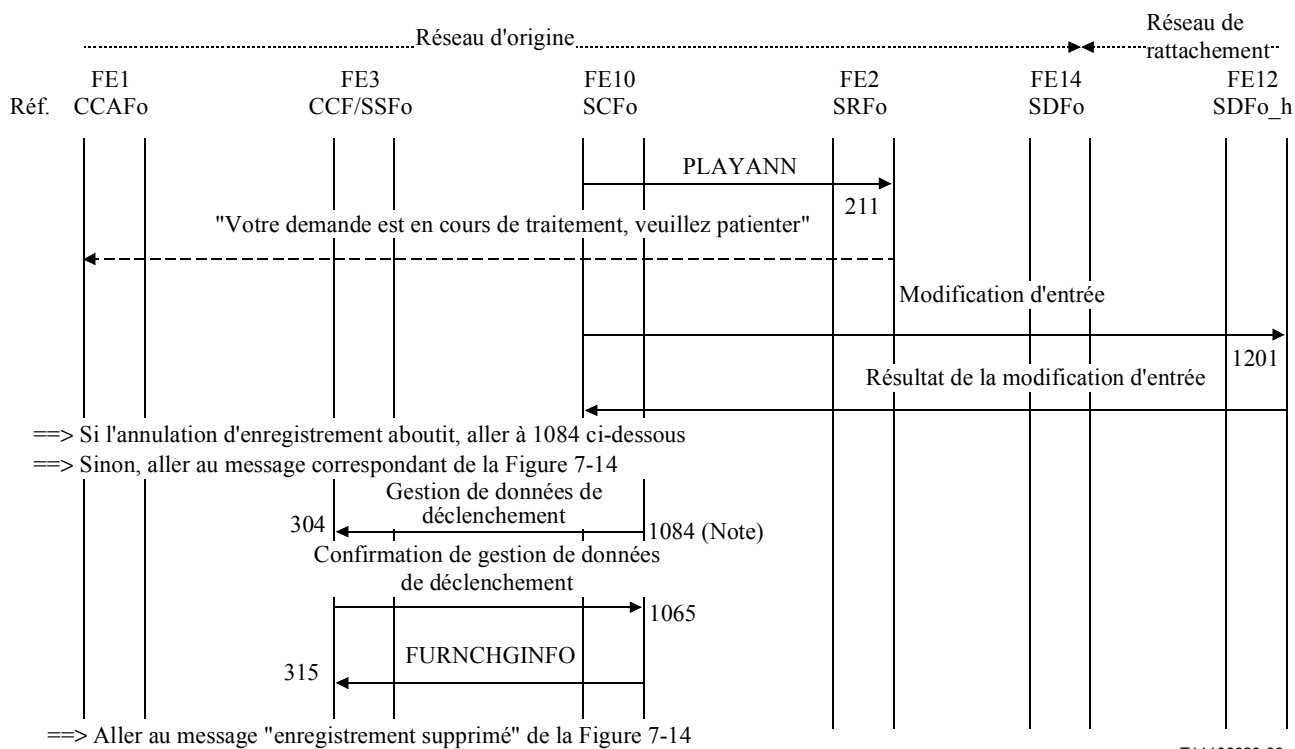 Réseau d'origine
Réseau de
rattachement
FE1 FE3 FE10 FE2 FE14 FE12
Réf. CCAFo CCF/SSFo SCFo SRFo SDFo SDFo_h
PLAYANN
211
"Votre demande est en cours de traitement, veuillez patienter"
Modification d'entrée
1201
Résultat de la modification d'entrée
==> Si l'annulation d'enregistrement aboutit, aller à 1084 ci-dessous
==> Sinon, aller au message correspondant de la Figure 7-14
Gestion de données de
déclenchement
304 1084 (Note)
Confirmation de gestion de données
de déclenchement
1065
FURNCHGINFO
315
==> Aller au message "enregistrement supprimé" de la Figure 7-14